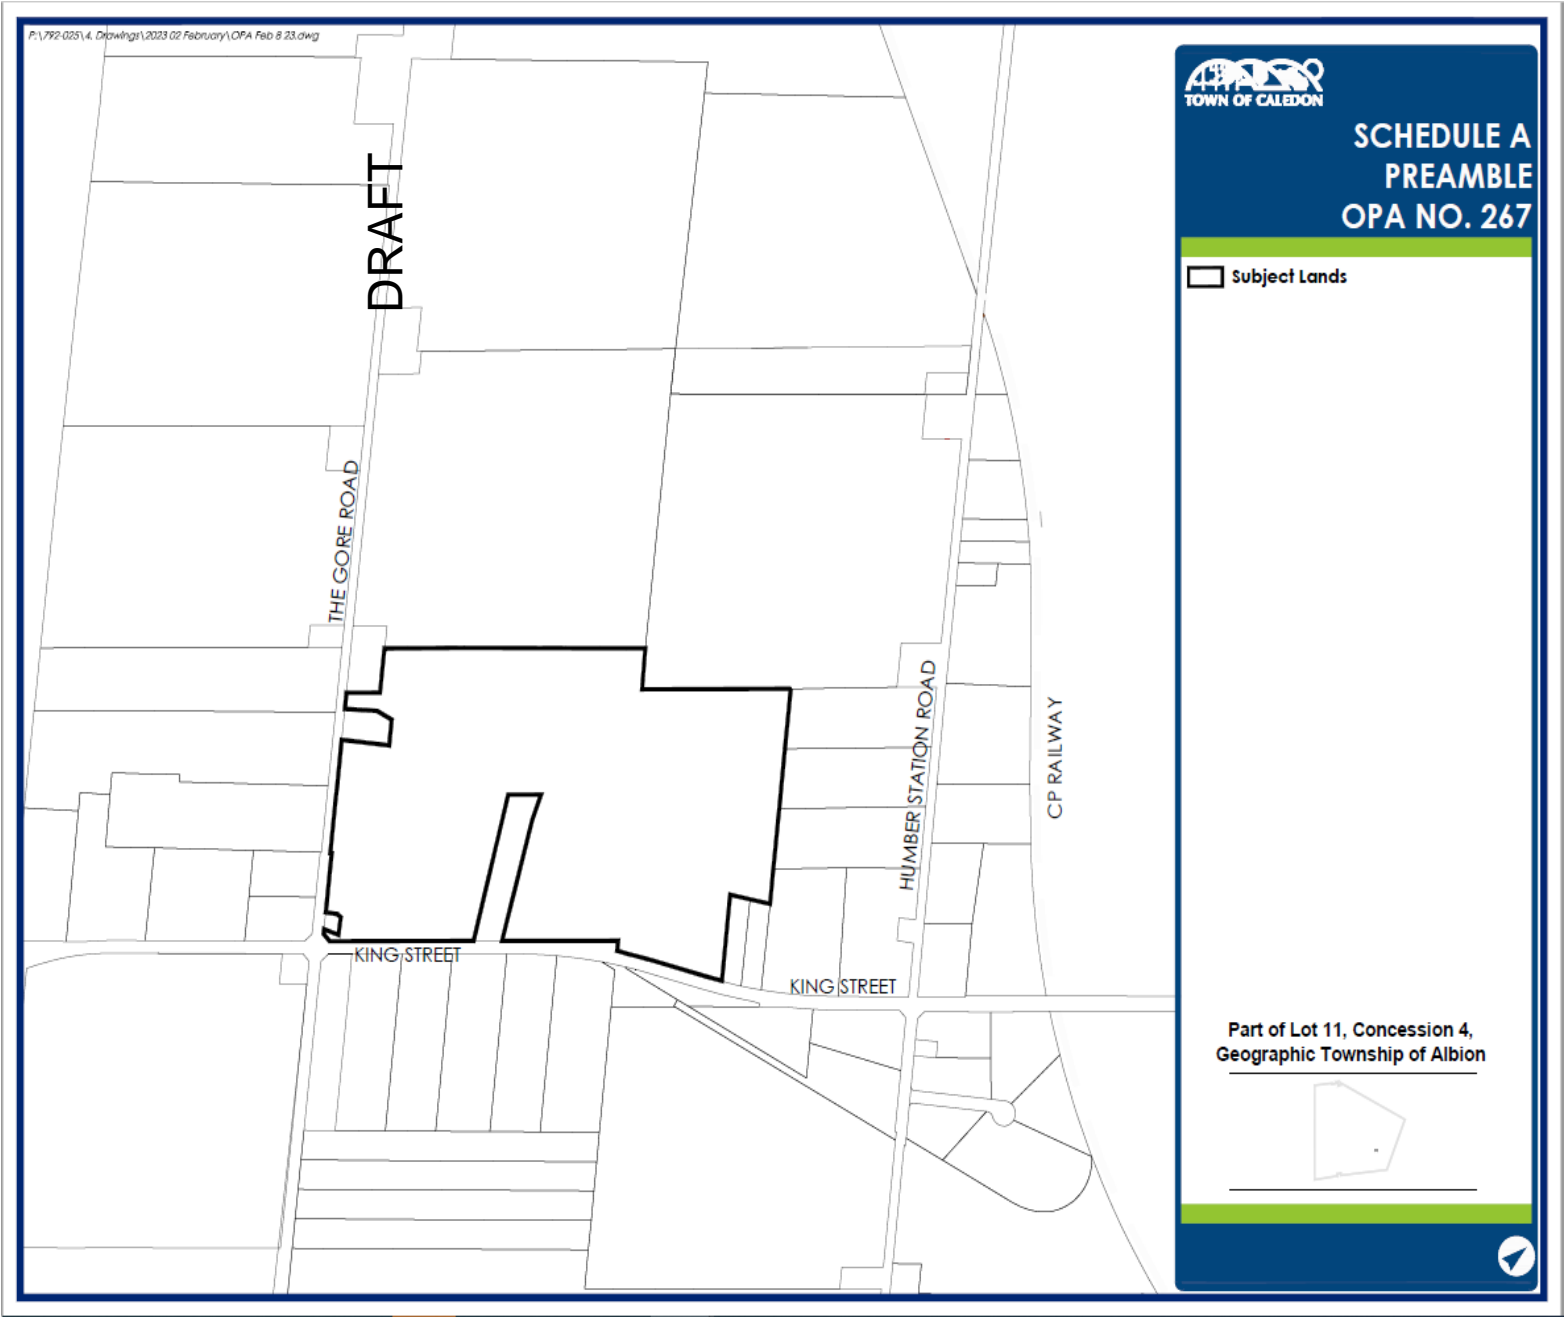 P:\792-025\4. Drawings\2023 02 February\OPA Feb 8 23.dwg
TOWN OF CALEDON
SCHEDULE A
PREAMBLE
OPA NO. 267
Subject Lands
DRAFT
THE GORE ROAD
HUMBER STATION ROAD
CP RAILWAY
KING STREET
KING STREET
Part of Lot 11, Concession 4,
Geographic Township of Albion